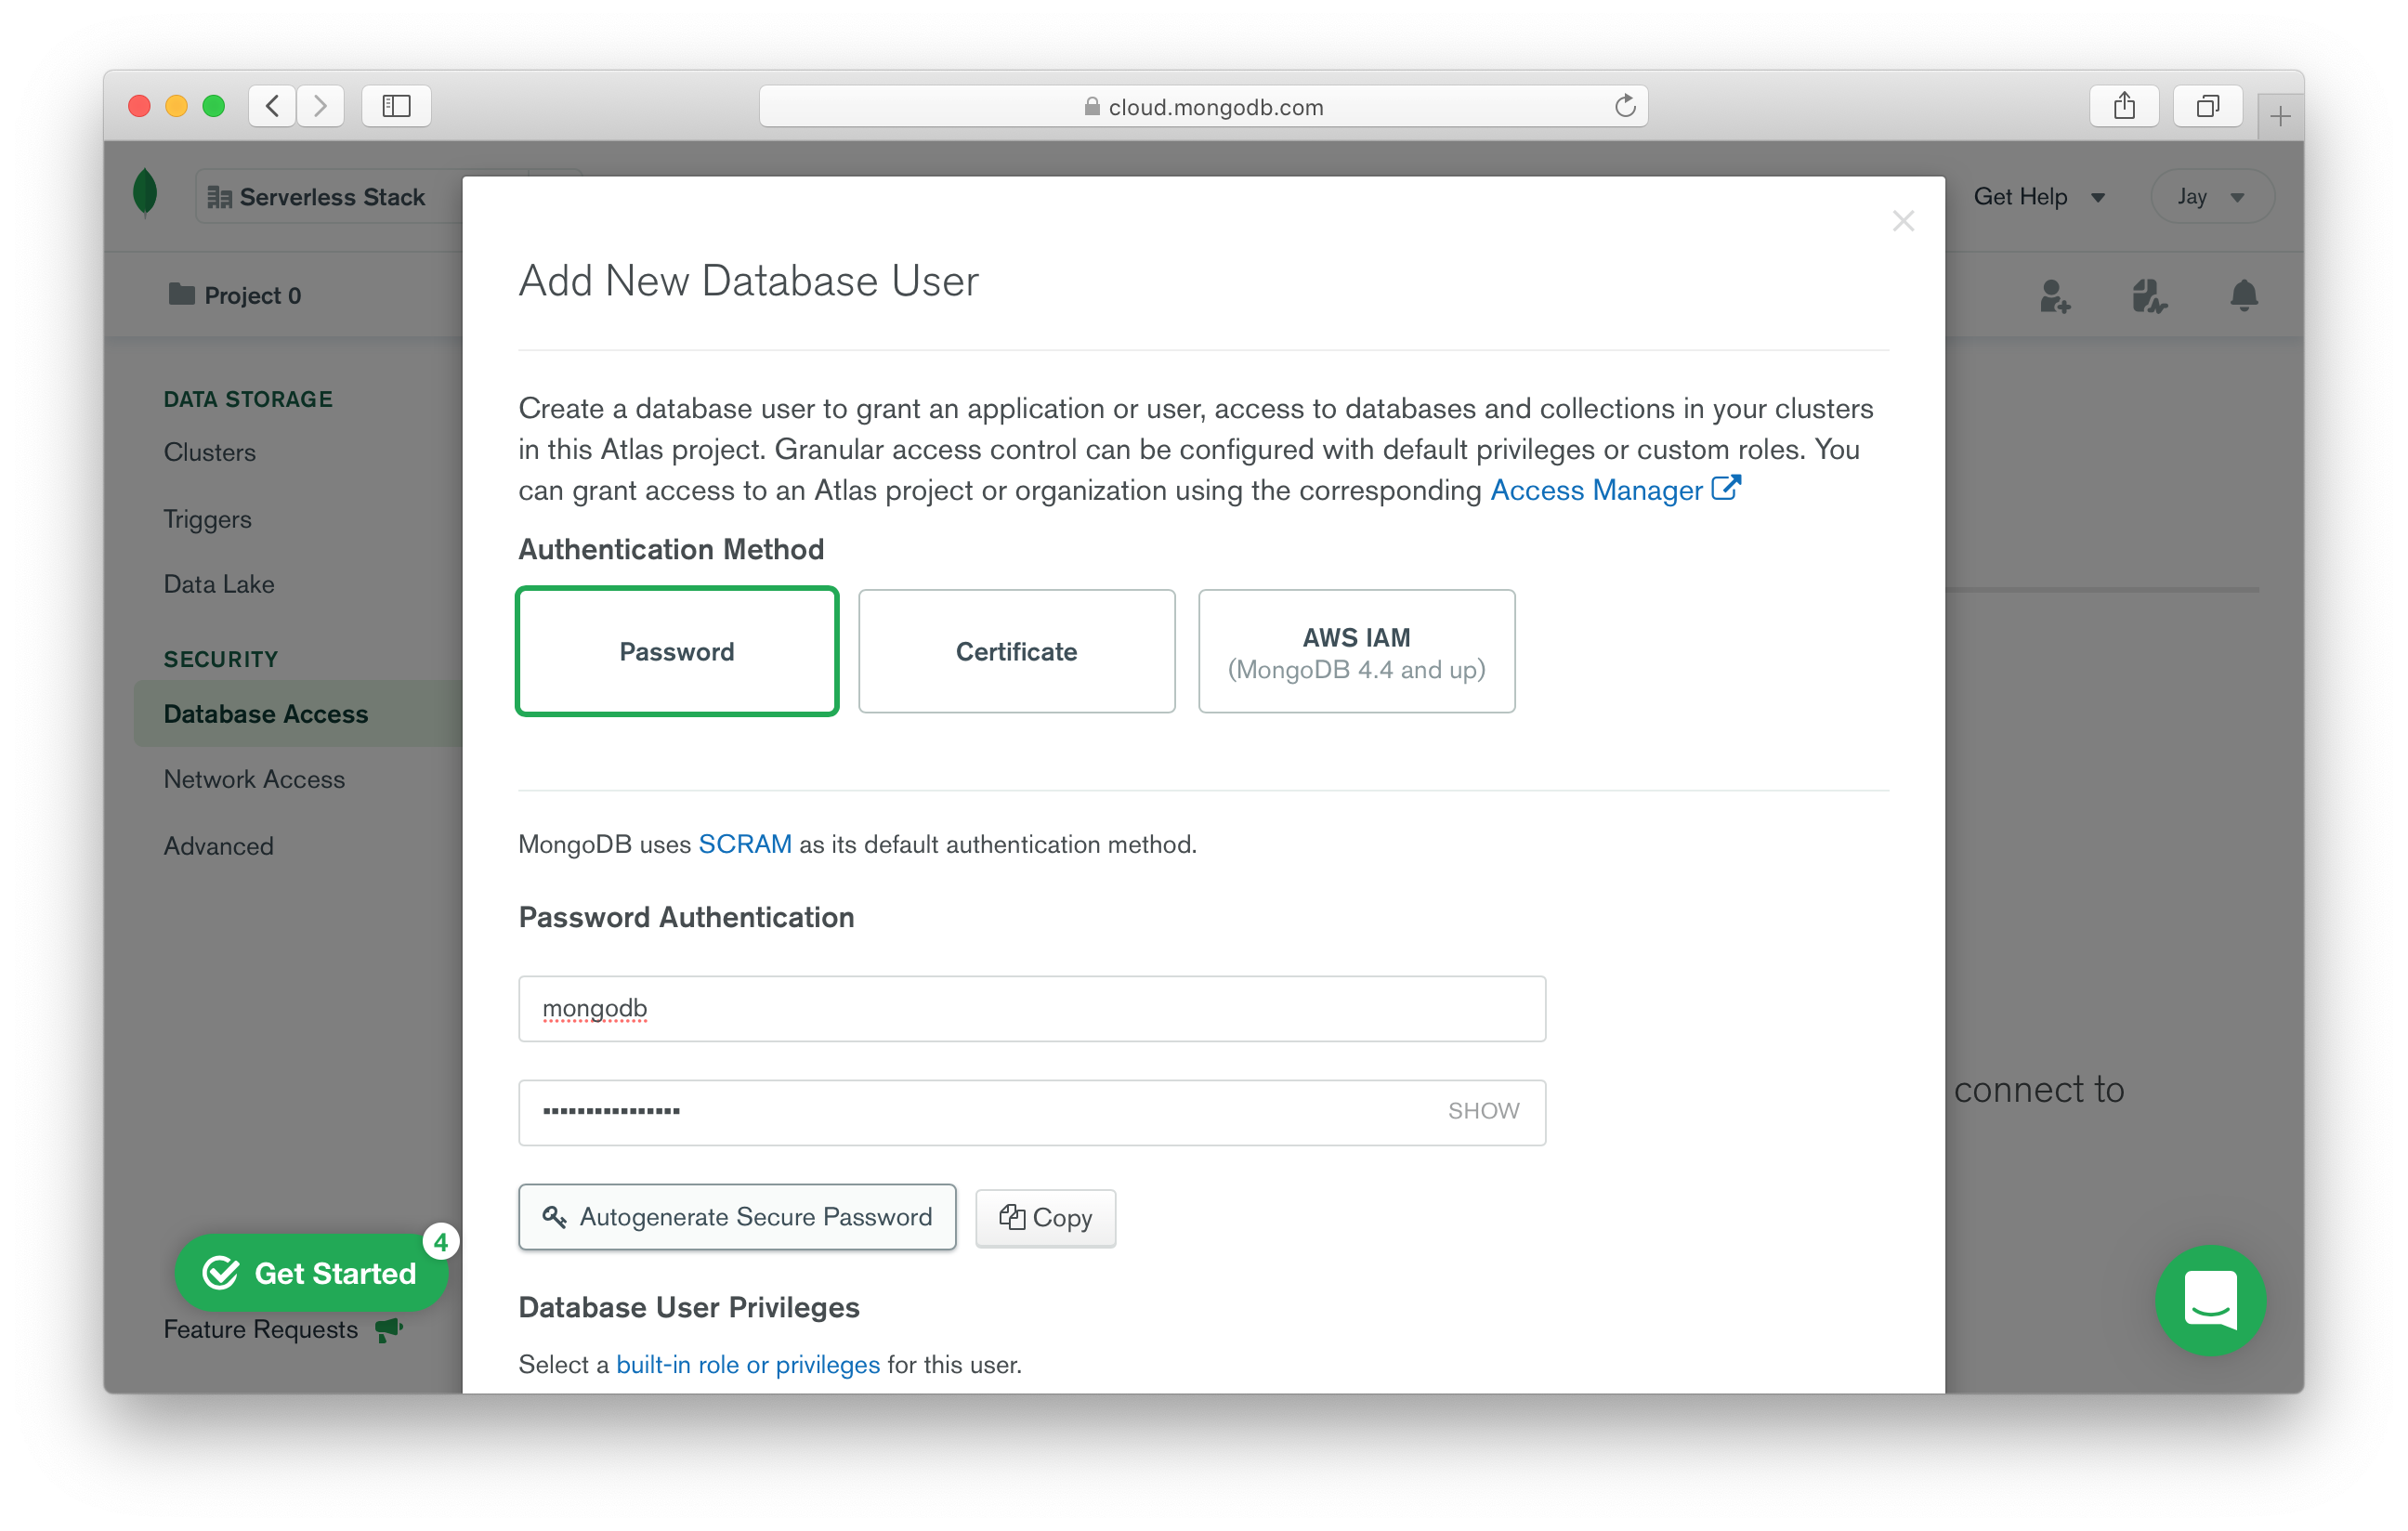 cloud.mongodb.com
Serverless Stack
Get Help
Jay
Project 0
DATA STORAGE
Clusters
Triggers
Data Lake
SECURITY
Database Access
Network Access
Advanced
4
Get Started
Feature Requests
Add New Database User
Create a database user to grant an application or user, access to databases and collections in your clusters
in this Atlas project. Granular access control can be configured with default privileges or custom roles. You
can grant access to an Atlas project or organization using the corresponding Access Manager
Authentication Method
Password
Certificate
AWS IAM
(MongoDB 4.4 and up)
MongoDB uses SCRAM as its default authentication method.
Password Authentication
mongodb
•••••••••••••••• SHOW
Autogenerate Secure Password
Copy
Database User Privileges
Select a built-in role or privileges for this user.
connect to